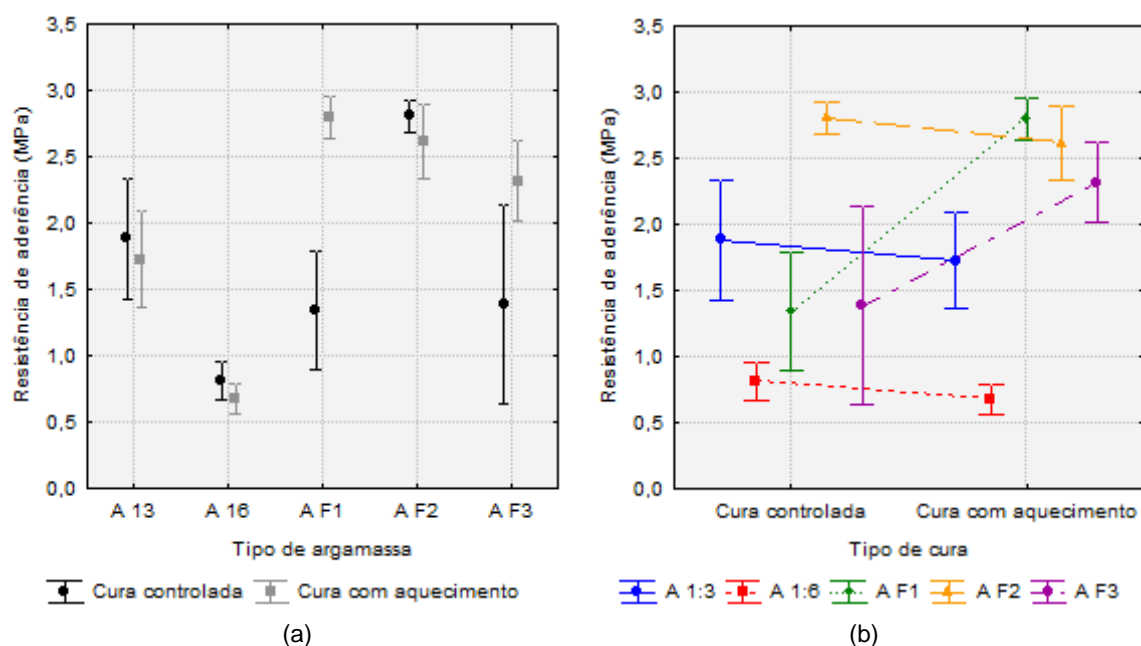 Resistência de aderência (MPa)
3,5
3,0
2,5
2,0
1,5
1,0
0,5
0,0
A 13 A 16 A F1 A F2 A F3
Tipo de argamassa
Cura controlada Cura com aquecimento
(a)
Resistência de aderência (MPa)
3,5
3,0
2,5
2,0
1,5
1,0
0,5
0,0
Cura controlada Cura com aquecimento
Tipo de cura
A 1:3 A 1:6 A F1 A F2 A F3
(b)